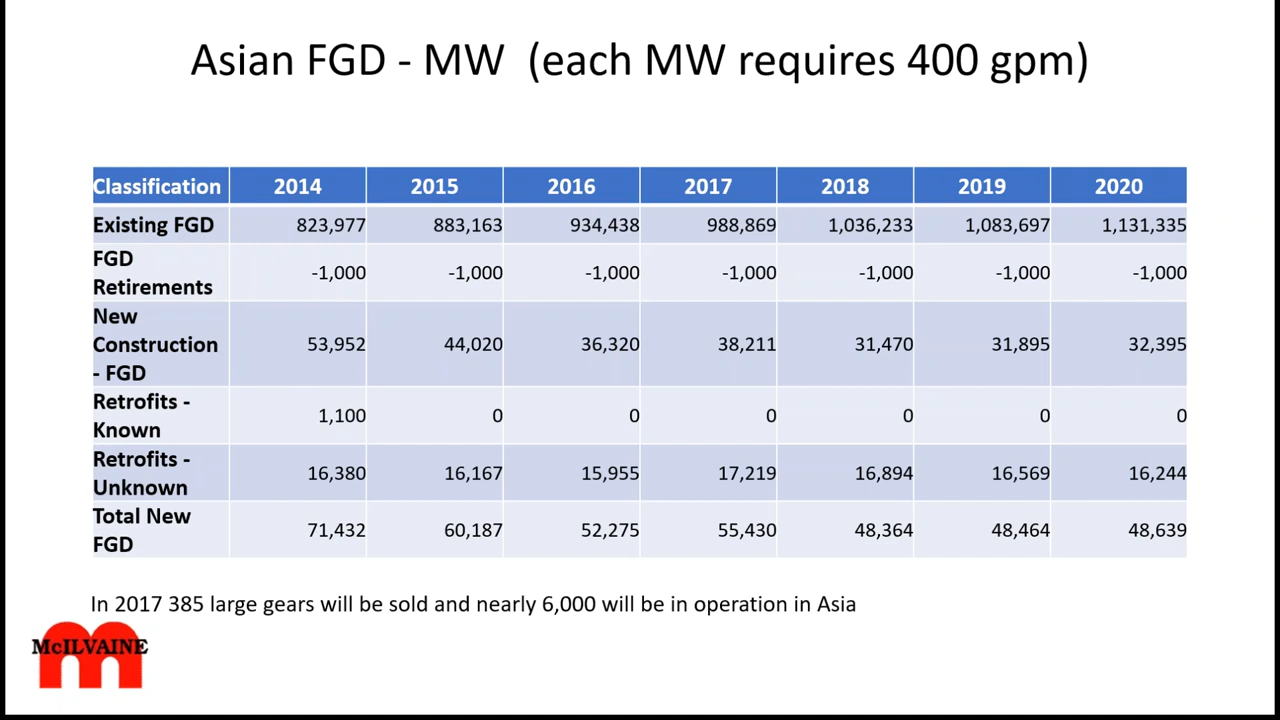 Asian FGD - MW (each MW requires 400 gpm)
Classification 2014 2015 2016 2017 2018 2019 2020
Existing FGD 823,977 883,163 934,438 988,869 1,036,233 1,083,697 1,131,335
FGD
Retirements -1,000 -1,000 -1,000 -1,000 -1,000 -1,000 -1,000
New
Construction 53,952 44,020 36,320 38,211 31,470 31,895 32,395
- FGD
Retrofits -
Known 1,100 0 0 0 0 0 0
Retrofits -
Unknown 16,380 16,167 15,955 17,219 16,894 16,569 16,244
Total New
FGD 71,432 60,187 52,275 55,430 48,364 48,464 48,639
In 2017 385 large gears will be sold and nearly 6,000 will be in operation in Asia
McILVAINE